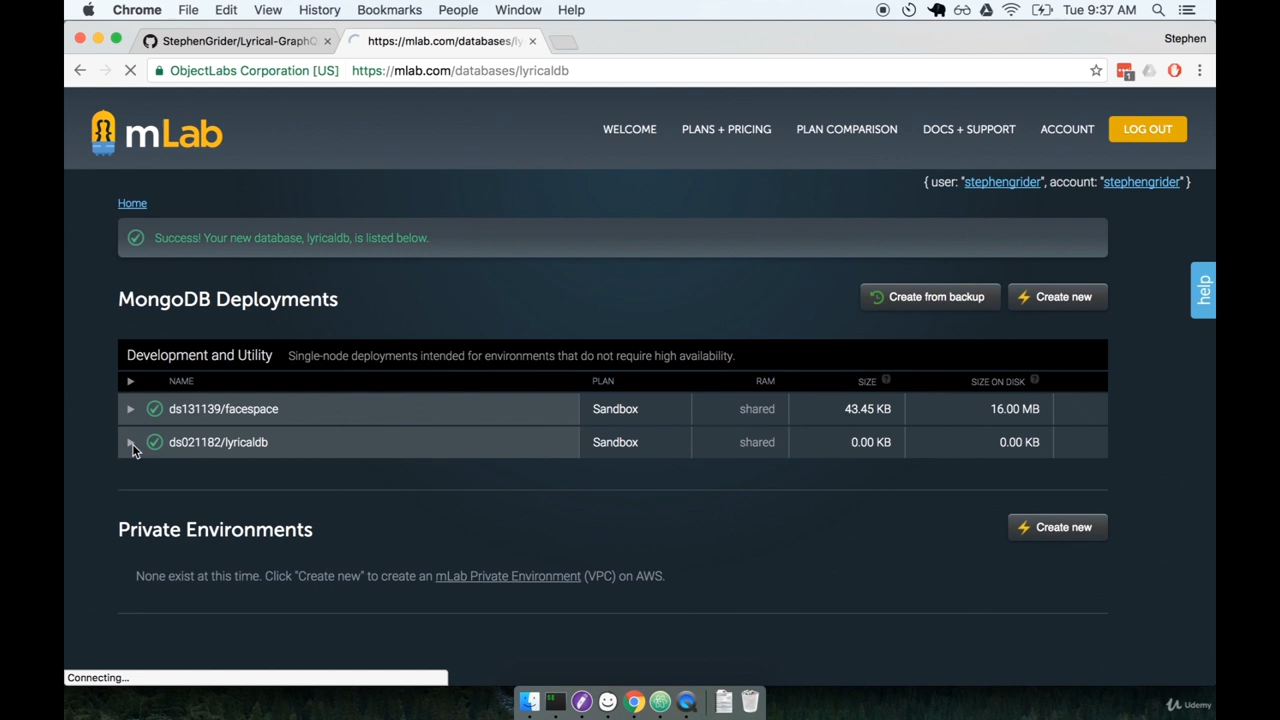 Chrome File Edit View History Bookmarks People Window Help Tue 9:37 AM
StephenGrider/Lyrical-GraphQ https://mlab.com/databases/ly Stephen
ObjectLabs Corporation [US] https://mlab.com/databases/lyricaldb
1
mLab WELCOME PLANS + PRICING PLAN COMPARISON DOCS + SUPPORT ACCOUNT LOG OUT
{ user: "stephengrider", account: "stephengrider" }
Home
Success! Your new database, lyricaldb, is listed below.
help
MongoDB Deployments Create from backup Create new
Development and Utility Single-node deployments intended for environments that do not require high availability.
NAME PLAN RAM SIZE ? SIZE ON DISK ?
ds131139/facespace Sandbox shared 43.45 KB 16.00 MB
ds021182/lyricaldb Sandbox shared 0.00 KB 0.00 KB
Private Environments Create new
None exist at this time. Click "Create new" to create an mLab Private Environment (VPC) on AWS.
Connecting...
Udemy